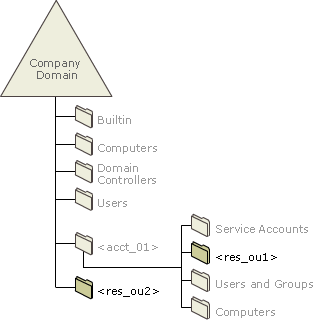 Company
Domain
Builtin
Computers
Domain
Controllers
Users
<acct_01>
<res_ou2>
Service Accounts
<res_ou1>
Users and Groups
Computers